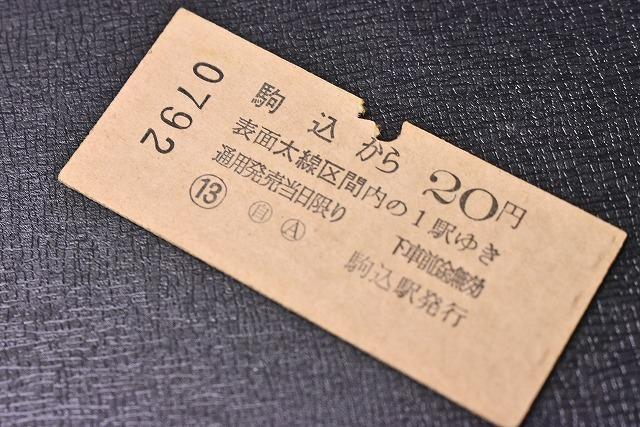 0792
駒込から 20円
表面太線区間内の1駅ゆき
通用発売当日限り 下車前途無効
⑬ ㊐ Ⓐ 駒込駅発行